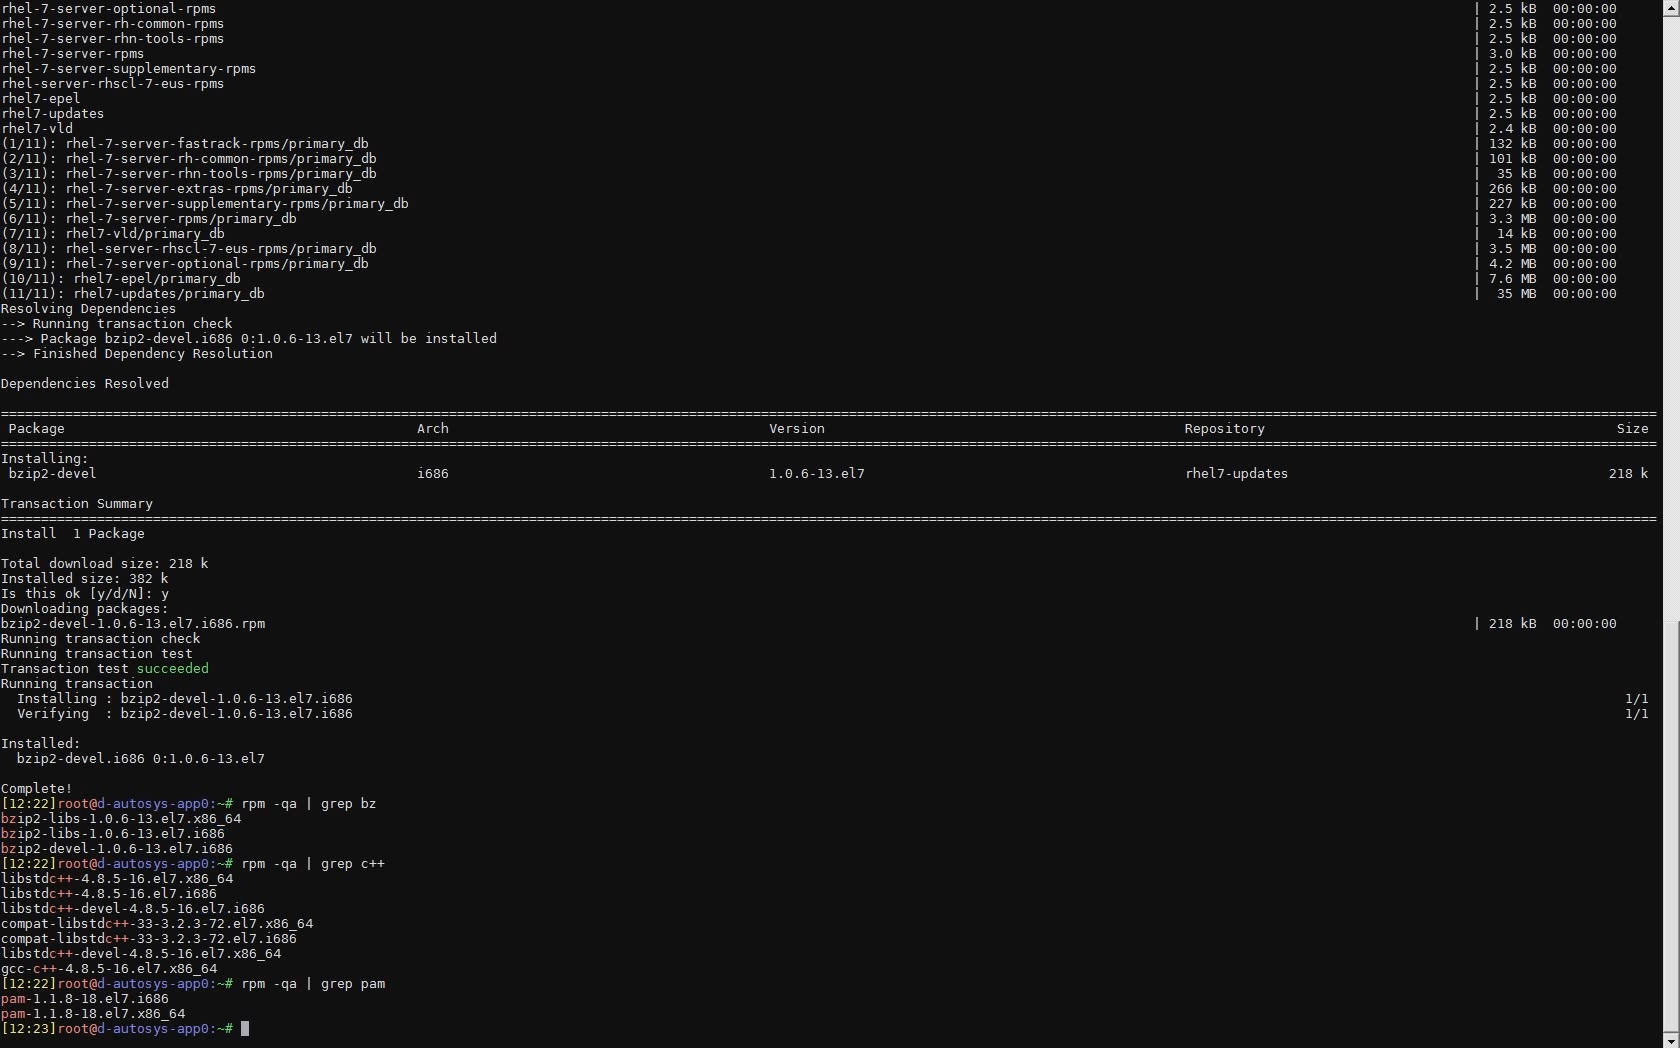 rhel-7-server-optional-rpms | 2.5 kB 00:00:00
rhel-7-server-rh-common-rpms | 2.5 kB 00:00:00
rhel-7-server-rhn-tools-rpms | 2.5 kB 00:00:00
rhel-7-server-rpms | 3.0 kB 00:00:00
rhel-7-server-supplementary-rpms | 2.5 kB 00:00:00
rhel-server-rhscl-7-eus-rpms | 2.5 kB 00:00:00
rhel7-epel | 2.5 kB 00:00:00
rhel7-updates | 2.5 kB 00:00:00
rhel7-vld | 2.4 kB 00:00:00
(1/11): rhel-7-server-fastrack-rpms/primary_db | 132 kB 00:00:00
(2/11): rhel-7-server-rh-common-rpms/primary_db | 101 kB 00:00:00
(3/11): rhel-7-server-rhn-tools-rpms/primary_db | 35 kB 00:00:00
(4/11): rhel-7-server-extras-rpms/primary_db | 266 kB 00:00:00
(5/11): rhel-7-server-supplementary-rpms/primary_db | 227 kB 00:00:00
(6/11): rhel-7-server-rpms/primary_db | 3.3 MB 00:00:00
(7/11): rhel7-vld/primary_db | 14 kB 00:00:00
(8/11): rhel-server-rhscl-7-eus-rpms/primary_db | 3.5 MB 00:00:00
(9/11): rhel-7-server-optional-rpms/primary_db | 4.2 MB 00:00:00
(10/11): rhel7-epel/primary_db | 7.6 MB 00:00:00
(11/11): rhel7-updates/primary_db | 35 MB 00:00:00
Resolving Dependencies
--> Running transaction check
---> Package bzip2-devel.i686 0:1.0.6-13.el7 will be installed
--> Finished Dependency Resolution
Dependencies Resolved
Package Arch Version Repository Size
Installing:
bzip2-devel i686 1.0.6-13.el7 rhel7-updates 218 k
Transaction Summary
Install 1 Package
Total download size: 218 k
Installed size: 382 k
Is this ok [y/d/N]: y
Downloading packages:
bzip2-devel-1.0.6-13.el7.i686.rpm | 218 kB 00:00:00
Running transaction check
Running transaction test
Transaction test succeeded
Running transaction
Installing : bzip2-devel-1.0.6-13.el7.i686 1/1
Verifying : bzip2-devel-1.0.6-13.el7.i686 1/1
Installed:
bzip2-devel.i686 0:1.0.6-13.el7
Complete!
[12:22]root@d-autosys-app0:~# rpm -qa | grep bz
bzip2-libs-1.0.6-13.el7.x86_64
bzip2-libs-1.0.6-13.el7.i686
bzip2-devel-1.0.6-13.el7.i686
[12:22]root@d-autosys-app0:~# rpm -qa | grep c++
libstdc++-4.8.5-16.el7.x86_64
libstdc++-4.8.5-16.el7.i686
libstdc++-devel-4.8.5-16.el7.i686
compat-libstdc++-33-3.2.3-72.el7.x86_64
compat-libstdc++-33-3.2.3-72.el7.i686
libstdc++-devel-4.8.5-16.el7.x86_64
gcc-c++-4.8.5-16.el7.x86_64
[12:22]root@d-autosys-app0:~# rpm -qa | grep pam
pam-1.1.8-18.el7.i686
pam-1.1.8-18.el7.x86_64
[12:23]root@d-autosys-app0:~#